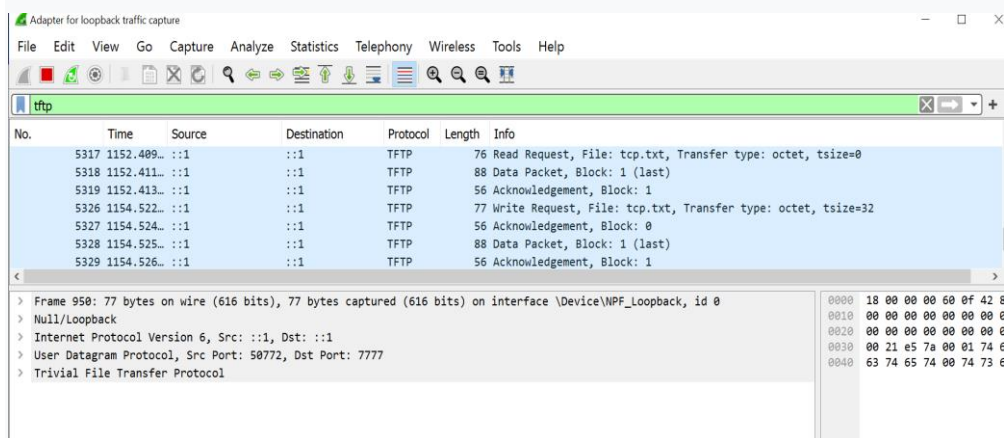 Adapter for loopback traffic capture
File Edit View Go Capture Analyze Statistics Telephony Wireless Tools Help
tftp
No. Time Source Destination Protocol Length Info
5317 1152.409… ::1 ::1 TFTP 76 Read Request, File: tcp.txt, Transfer type: octet, tsize=0
5318 1152.411… ::1 ::1 TFTP 88 Data Packet, Block: 1 (last)
5319 1152.413… ::1 ::1 TFTP 56 Acknowledgement, Block: 1
5326 1154.522… ::1 ::1 TFTP 77 Write Request, File: tcp.txt, Transfer type: octet, tsize=32
5327 1154.524… ::1 ::1 TFTP 56 Acknowledgement, Block: 0
5328 1154.525… ::1 ::1 TFTP 88 Data Packet, Block: 1 (last)
5329 1154.526… ::1 ::1 TFTP 56 Acknowledgement, Block: 1
> Frame 950: 77 bytes on wire (616 bits), 77 bytes captured (616 bits) on interface \Device\NPF_Loopback, id 0
> Null/Loopback
> Internet Protocol Version 6, Src: ::1, Dst: ::1
> User Datagram Protocol, Src Port: 50772, Dst Port: 7777
> Trivial File Transfer Protocol
0000 18 00 00 00 60 0f 42
0010 00 00 00 00 00 00 00
0020 00 00 00 00 00 00 00
0030 00 21 e5 7a 00 01 74
0040 63 74 65 74 00 74 73